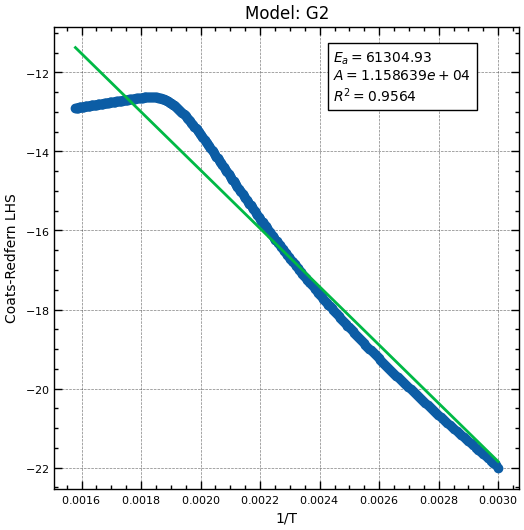 Model: G2
E_a = 61304.93
A = 1.158639e + 04
R² = 0.9564
Coats-Redfern LHS
−12
−14
−16
−18
−20
−22
0.0016 0.0018 0.0020 0.0022 0.0024 0.0026 0.0028 0.0030
1/T